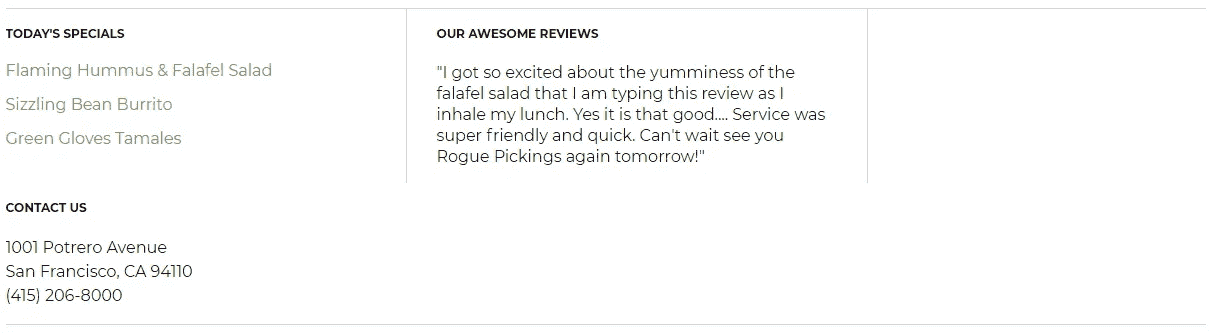 TODAY'S SPECIALS
Flaming Hummus & Falafel Salad
Sizzling Bean Burrito
Green Gloves Tamales
OUR AWESOME REVIEWS
"I got so excited about the yumminess of the
falafel salad that I am typing this review as I
inhale my lunch. Yes it is that good.... Service was
super friendly and quick. Can't wait see you
Rogue Pickings again tomorrow!"
CONTACT US
1001 Potrero Avenue
San Francisco, CA 94110
(415) 206-8000